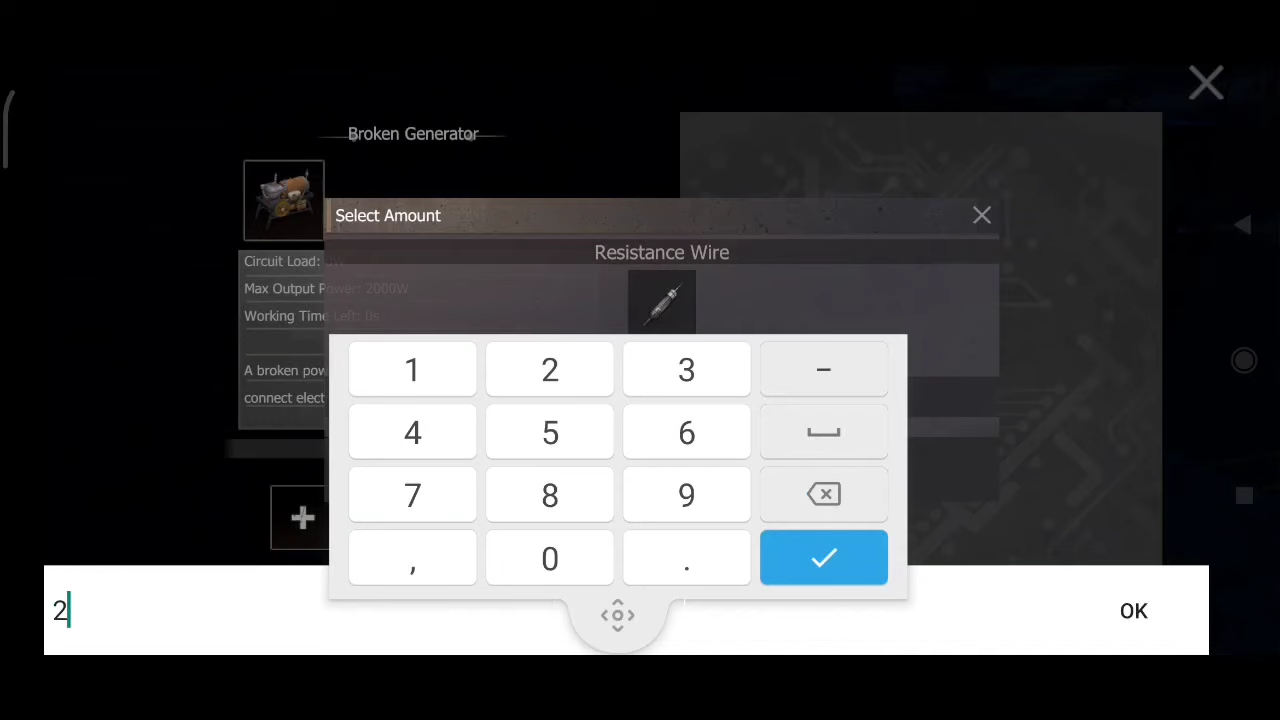 Broken Generator
Select Amount
Resistance Wire
Circuit Load: 0W
Max Output Power: 2000W
Working Time Left: 0s
A broken pow
connect elect
1 2 3 -
4 5 6
7 8 9
, 0 .
2
OK